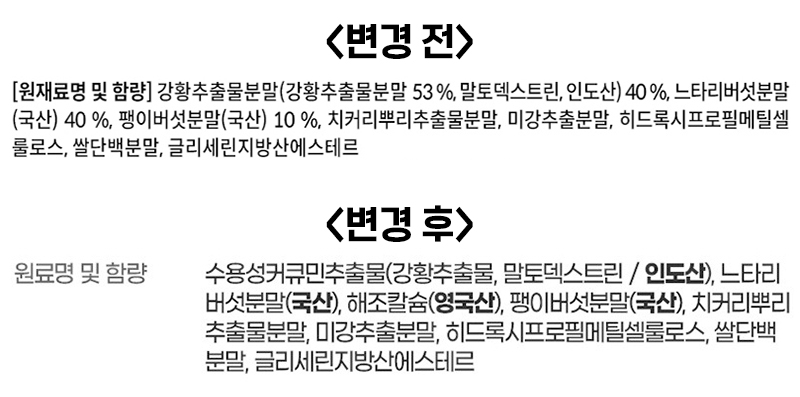 <변경 전>
[원재료명 및 함량] 강황추출물분말(강황추출물분말 53 %, 말토덱스트린, 인도산) 40 %, 느타리버섯분말
(국산) 40 %, 팽이버섯분말(국산) 10 %, 치커리뿌리추출물분말, 미강추출분말, 히드록시프로필메틸셀
룰로스, 쌀단백분말, 글리세린지방산에스테르
<변경 후>
원료명 및 함량 수용성커큐민추출물(강황추출물, 말토덱스트린 / 인도산), 느타리
버섯분말(국산), 해조칼슘(영국산), 팽이버섯분말(국산), 치커리뿌리
추출물분말, 미강추출분말, 히드록시프로필메틸셀룰로스, 쌀단백
분말, 글리세린지방산에스테르